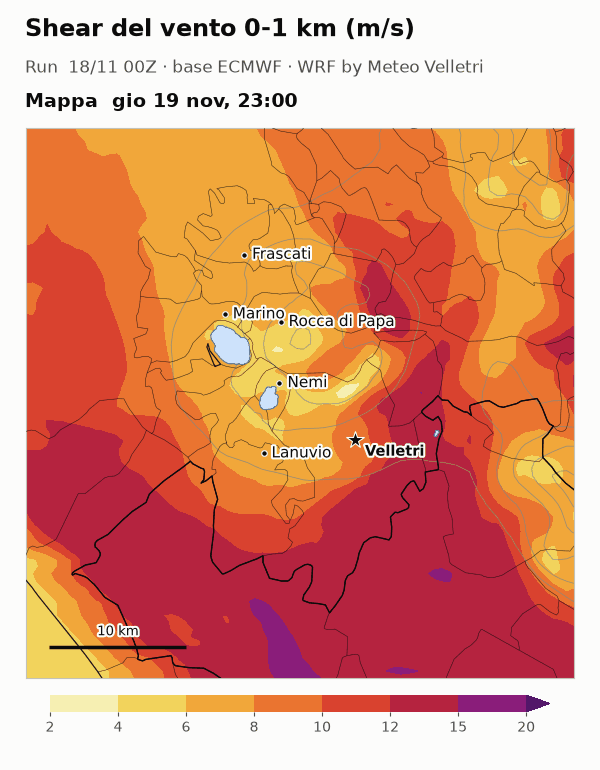 Shear del vento 0-1 km (m/s)
Run  18/11 00Z · base ECMWF · WRF by Meteo Velletri
Mappa  gio 19 nov, 23:00
Frascati
Marino
Rocca di Papa
Nemi
Velletri
Lanuvio
10 km
2 4 6 8 10 12 15 20